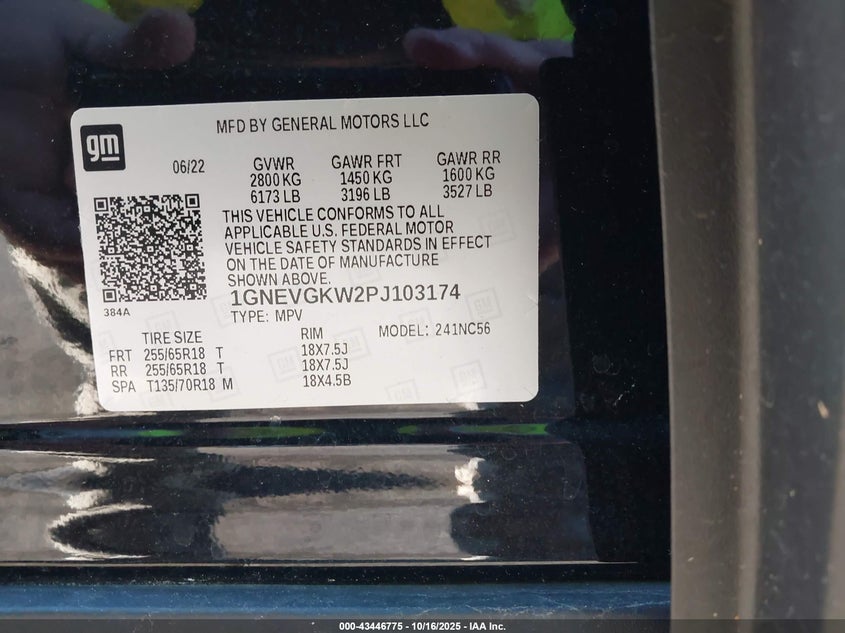 MFD BY GENERAL MOTORS LLC
gm
06/22
GVWR GAWR FRT GAWR RR
2800 KG 1450 KG 1600 KG
6173 LB 3196 LB 3527 LB
THIS VEHICLE CONFORMS TO ALL
APPLICABLE U.S. FEDERAL MOTOR
VEHICLE SAFETY STANDARDS IN EFFECT
ON THE DATE OF MANUFACTURE
SHOWN ABOVE.
384A
1GNEVGKW2PJ103174
TYPE: MPV
TIRE SIZE RIM MODEL: 241NC56
FRT 255/65R18 T 18X7.5J
RR 255/65R18 T 18X7.5J
SPA T135/70R18 M 18X4.5B
000-43446775 - 10/16/2025 - IAA Inc.